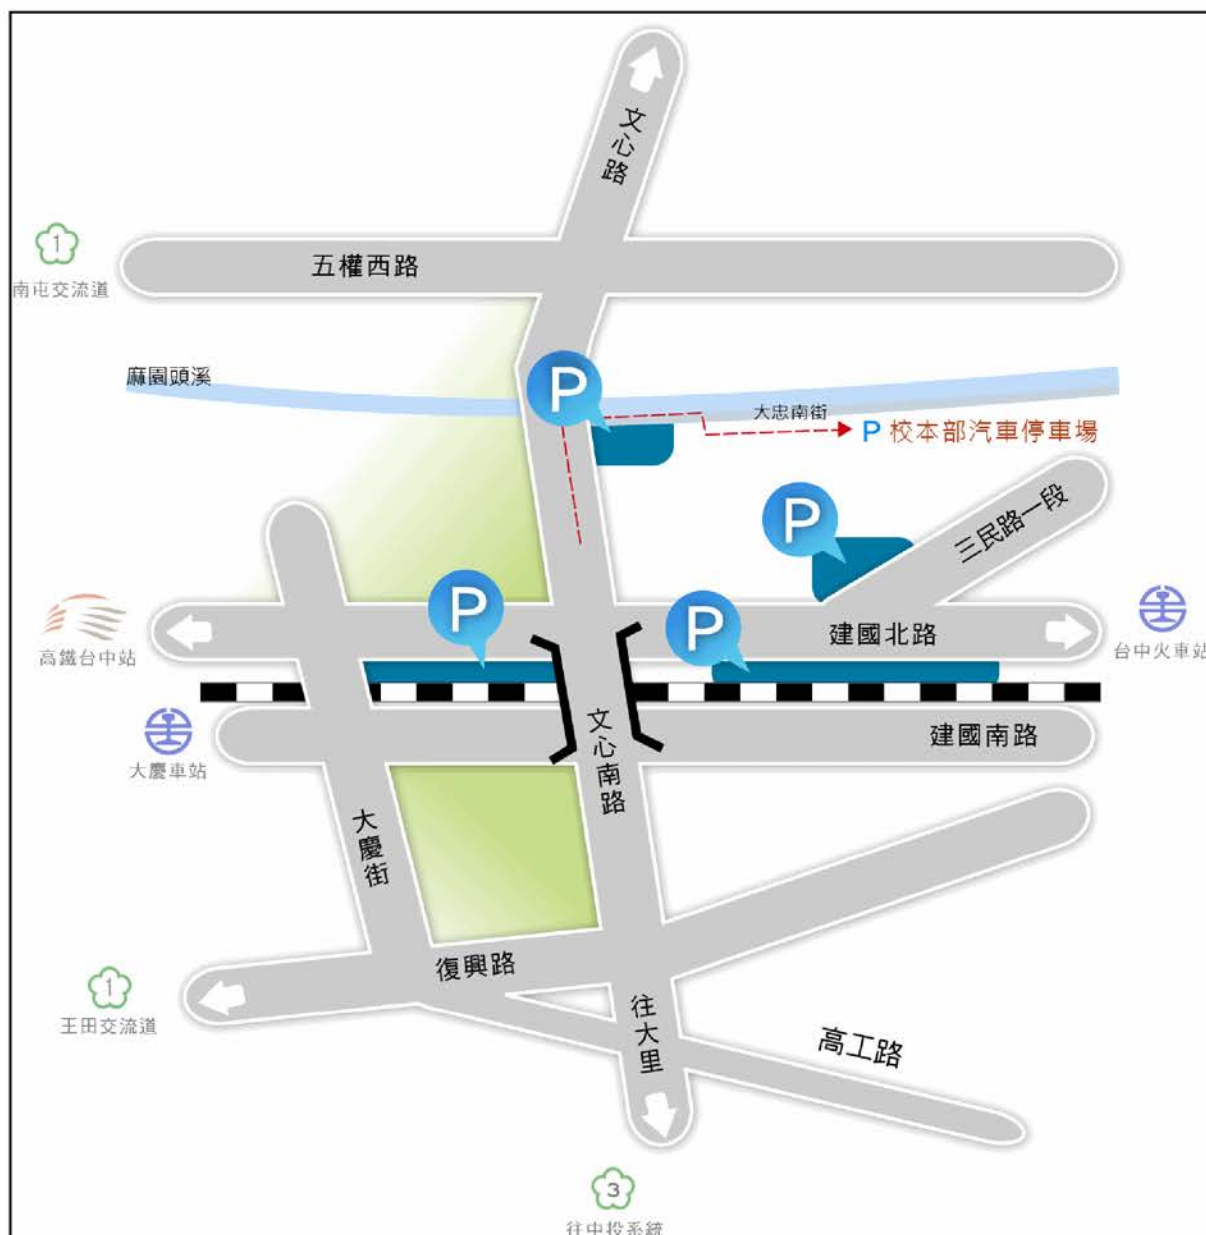 文心路
1
五權西路
南屯交流道
麻園頭溪
P
大忠南街
P 校本部汽車停車場
三民路一段
P
P
P
建國北路
高鐵台中站
台中火車站
文心南路
建國南路
大慶車站
大慶街
復興路
1
王田交流道
往大里
高工路
3
往中投系統